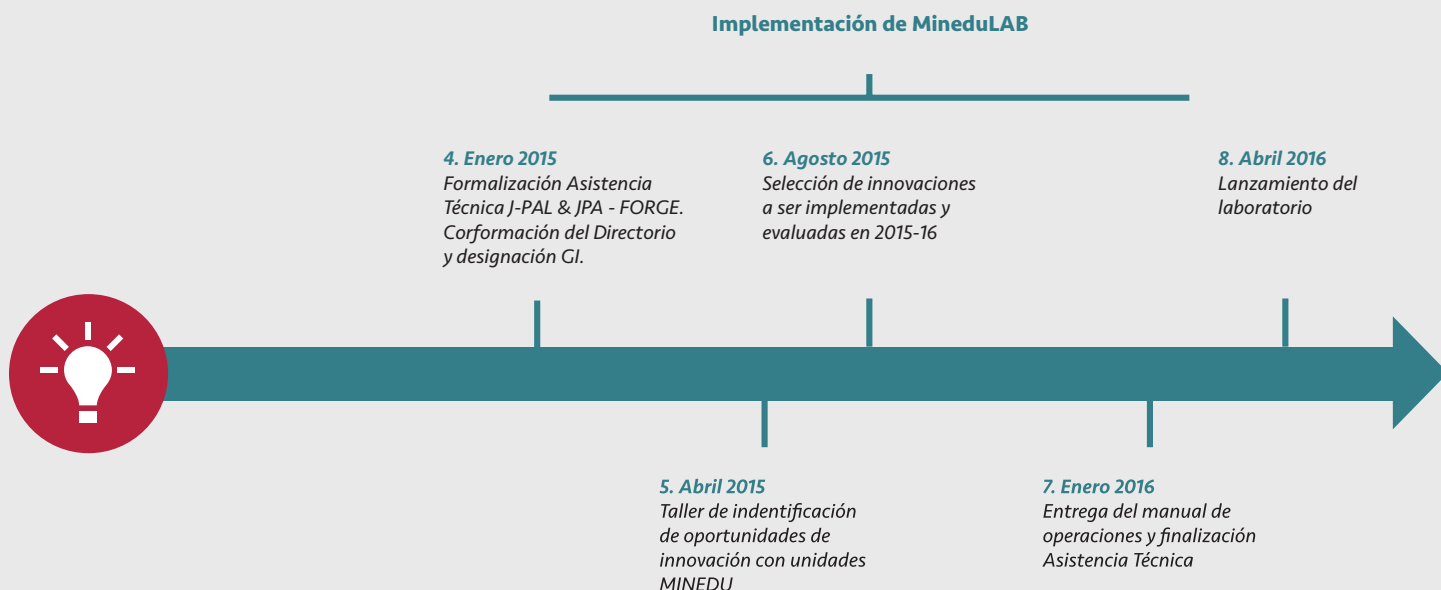 Implementación de MineduLAB
4. Enero 2015
Formalización Asistencia
Técnica J-PAL & JPA - FORGE.
Corformación del Directorio
y designación GI.
6. Agosto 2015
Selección de innovaciones
a ser implementadas y
evaluadas en 2015-16
8. Abril 2016
Lanzamiento del
laboratorio
5. Abril 2015
Taller de indentificación
de oportunidades de
innovación con unidades
MINEDU
7. Enero 2016
Entrega del manual de
operaciones y finalización
Asistencia Técnica